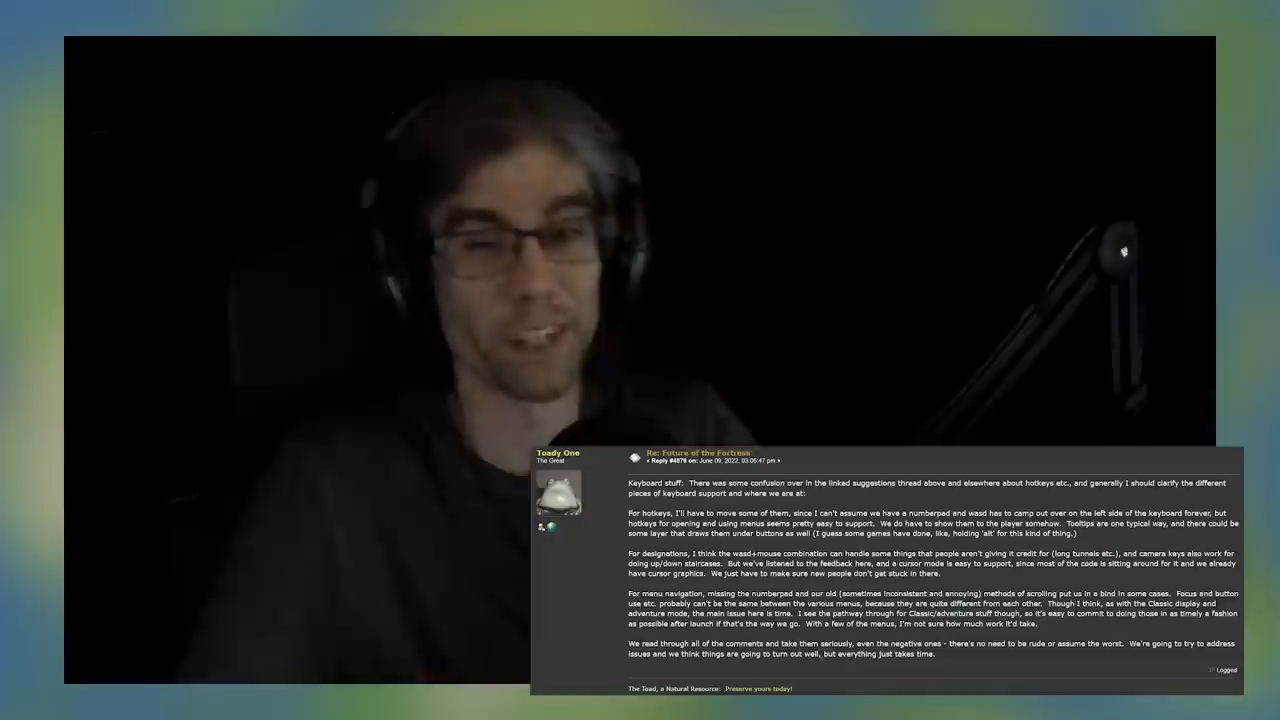 Toady One
The Great
Re: Future of the Fortress
« Reply #4876 on: June 09, 2022, 03:05:47 pm »
Keyboard stuff:  There was some confusion over in the linked suggestions thread above and elsewhere about hotkeys etc., and generally I should clarify the different
pieces of keyboard support and where we are at:
For hotkeys, I'll have to move some of them, since I can't assume we have a numberpad and wasd has to camp out over on the left side of the keyboard forever, but
hotkeys for opening and using menus seems pretty easy to support.  We do have to show them to the player somehow.  Tooltips are one typical way, and there could be
some layer that draws them under buttons as well (I guess some games have done, like, holding 'alt' for this kind of thing.)
For designations, I think the wasd+mouse combination can handle some things that people aren't giving it credit for (long tunnels etc.), and camera keys also work for
doing up/down staircases.  But we've listened to the feedback here, and a cursor mode is easy to support, since most of the code is sitting around for it and we already
have cursor graphics.  We just have to make sure new people don't get stuck in there.
For menu navigation, missing the numberpad and our old (sometimes inconsistent and annoying) methods of scrolling put us in a bind in some cases.  Focus and button
use etc. probably can't be the same between the various menus, because they are quite different from each other.  Though I think, as with the Classic display and
adventure mode, the main issue here is time.  I see the pathway through for Classic/adventure stuff though, so it's easy to commit to doing those in as timely a fashion
as possible after launch if that's the way we go.  With a few of the menus, I'm not sure how much work it'd take.
We read through all of the comments and take them seriously, even the negative ones - there's no need to be rude or assume the worst.  We're going to try to address
issues and we think things are going to turn out well, but everything just takes time.
Logged
The Toad, a Natural Resource:  Preserve yours today!